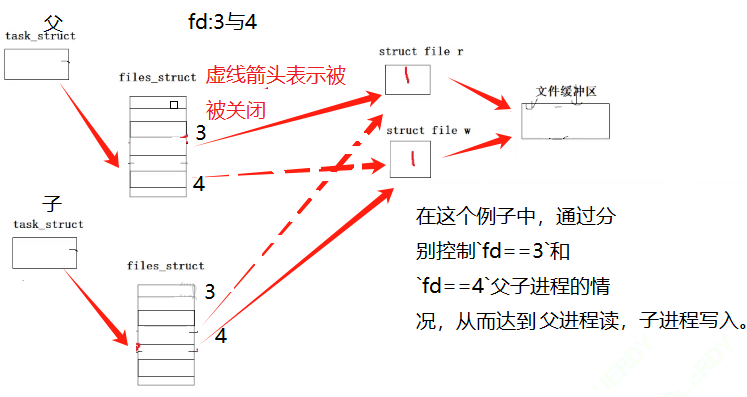 父
fd:3与4
task_struct
struct file r
files_struct
虚线箭头表示被
被关闭
1
文件缓冲区
3
struct file w
1
4
子
task_struct
在这个例子中，通过分
别控制`fd==3`和
`fd==4`父子进程的情
况，从而达到父进程读，子进程写入。
files_struct
3
4